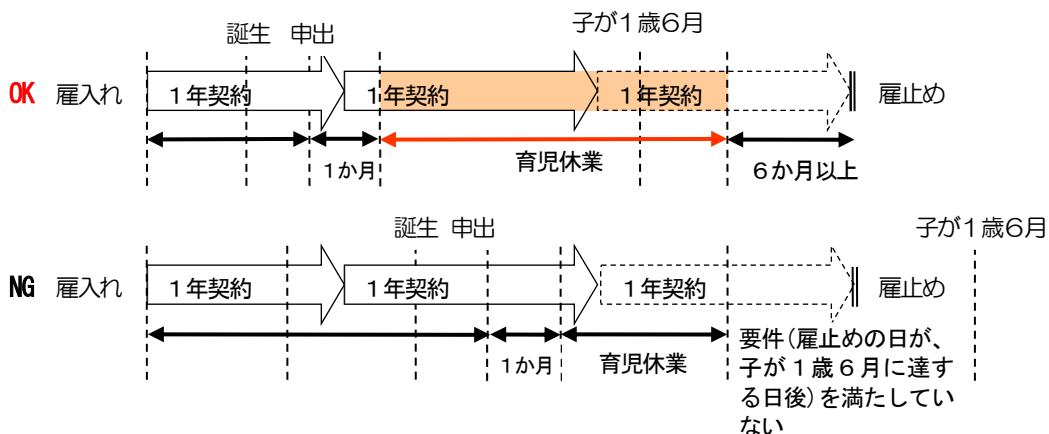 誕生 申出 子が1歳6月
OK 雇入れ 1年契約 1年契約 1年契約 雇止め
1か月 育児休業 6か月以上
誕生 申出 子が1歳6月
NG 雇入れ 1年契約 1年契約 1年契約 雇止め
1か月 育児休業
要件(雇止めの日が、
子が1歳6月に達す
る日後)を満たしてい
ない